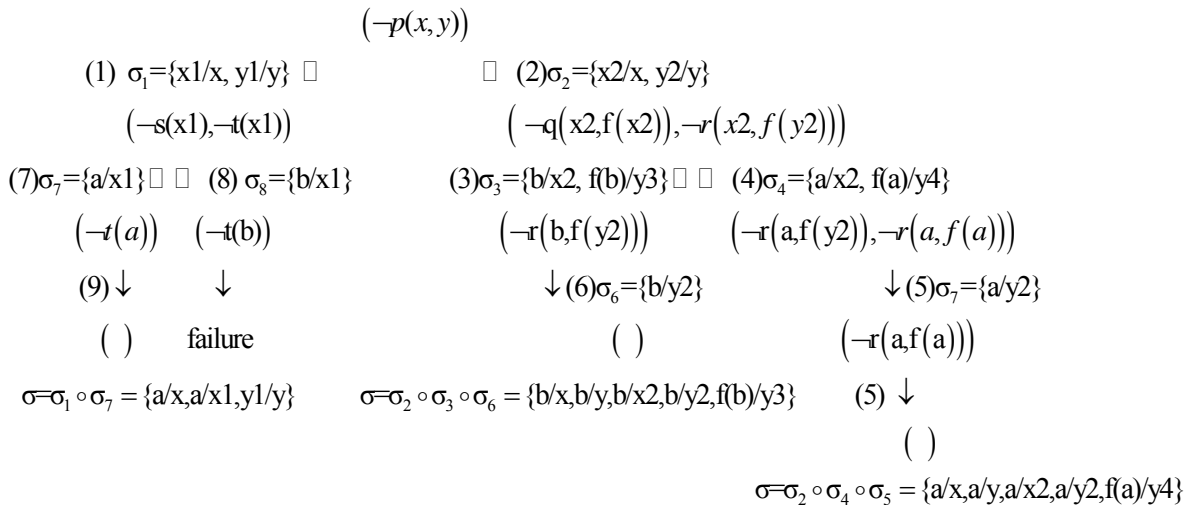 (¬p(x, y))
(1) σ₁={x1/x, y1/y} □ □ (2)σ₂={x2/x, y2/y}
(¬s(x1),¬t(x1)) (¬q(x2,f(x2)),¬r(x2, f(y2)))
(7)σ₇={a/x1} □ □ (8) σ₈={b/x1} (3)σ₃={b/x2, f(b)/y3} □ □ (4)σ₄={a/x2, f(a)/y4}
(¬t(a)) (¬t(b)) (¬r(b,f(y2))) (¬r(a,f(y2)),¬r(a, f(a)))
(9) ↓ ↓ ↓ (6)σ₆={b/y2} ↓ (5)σ₇={a/y2}
( ) failure ( ) (¬r(a,f(a)))
σ=σ₁ ∘ σ₇ = {a/x,a/x1,y1/y} σ=σ₂ ∘ σ₃ ∘ σ₆ = {b/x,b/y,b/x2,b/y2,f(b)/y3} (5) ↓
( )
σ=σ₂ ∘ σ₄ ∘ σ₅ = {a/x,a/y,a/x2,a/y2,f(a)/y4}